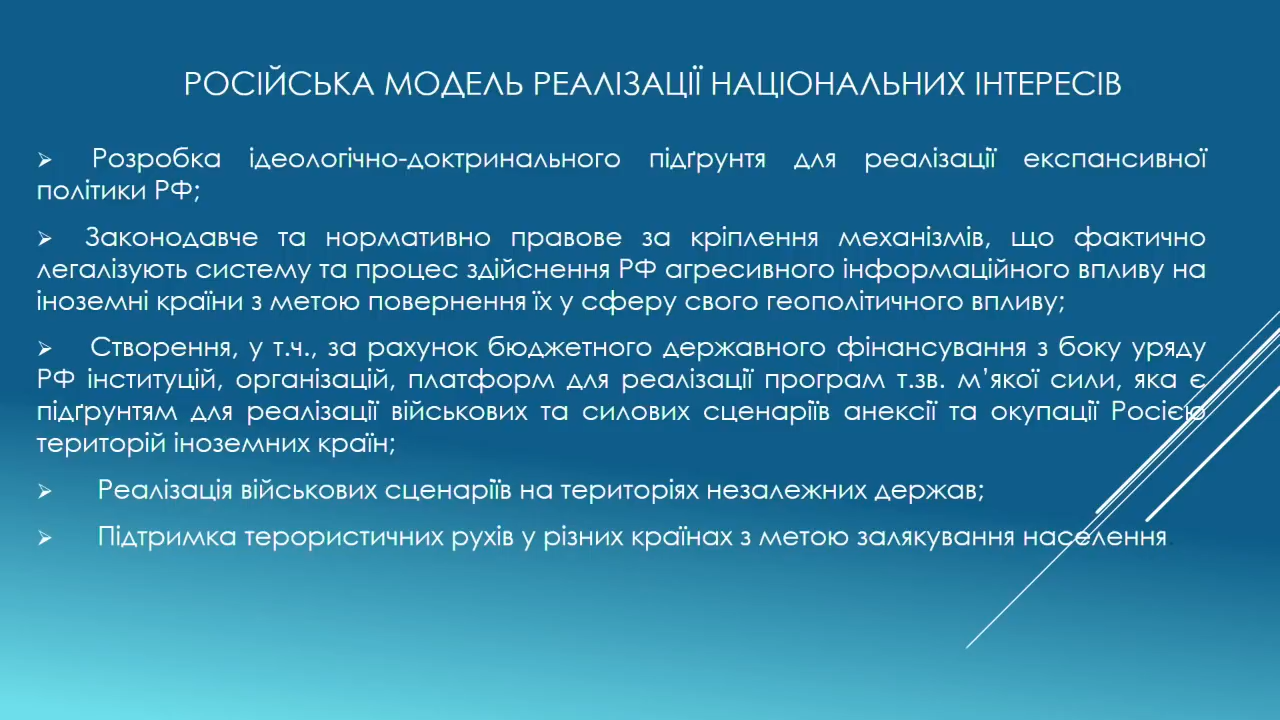 РОСІЙСЬКА МОДЕЛЬ РЕАЛІЗАЦІЇ НАЦІОНАЛЬНИХ ІНТЕРЕСІВ
➢ Розробка ідеологічно-доктринального підґрунтя для реалізації експансивної
політики РФ;
➢ Законодавче та нормативно правове за кріплення механізмів, що фактично
легалізують систему та процес здійснення РФ агресивного інформаційного впливу на
іноземні країни з метою повернення їх у сферу свого геополітичного впливу;
➢ Створення, у т.ч., за рахунок бюджетного державного фінансування з боку уряду
РФ інституцій, організацій, платформ для реалізації програм т.зв. м’якої сили, яка є
підґрунтям для реалізації військових та силових сценаріїв анексії та окупації Росією
територій іноземних країн;
➢ Реалізація військових сценаріїв на територіях незалежних держав;
➢ Підтримка терористичних рухів у різних країнах з метою залякування населення